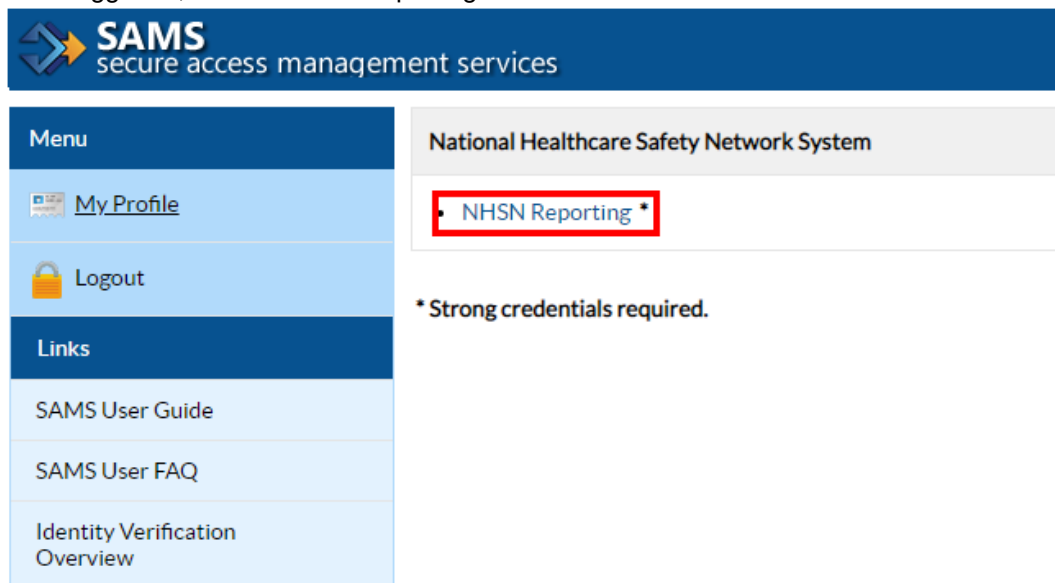 SAMS
secure access management services
Menu
My Profile
Logout
Links
SAMS User Guide
SAMS User FAQ
Identity Verification
Overview
National Healthcare Safety Network System
• NHSN Reporting *
* Strong credentials required.